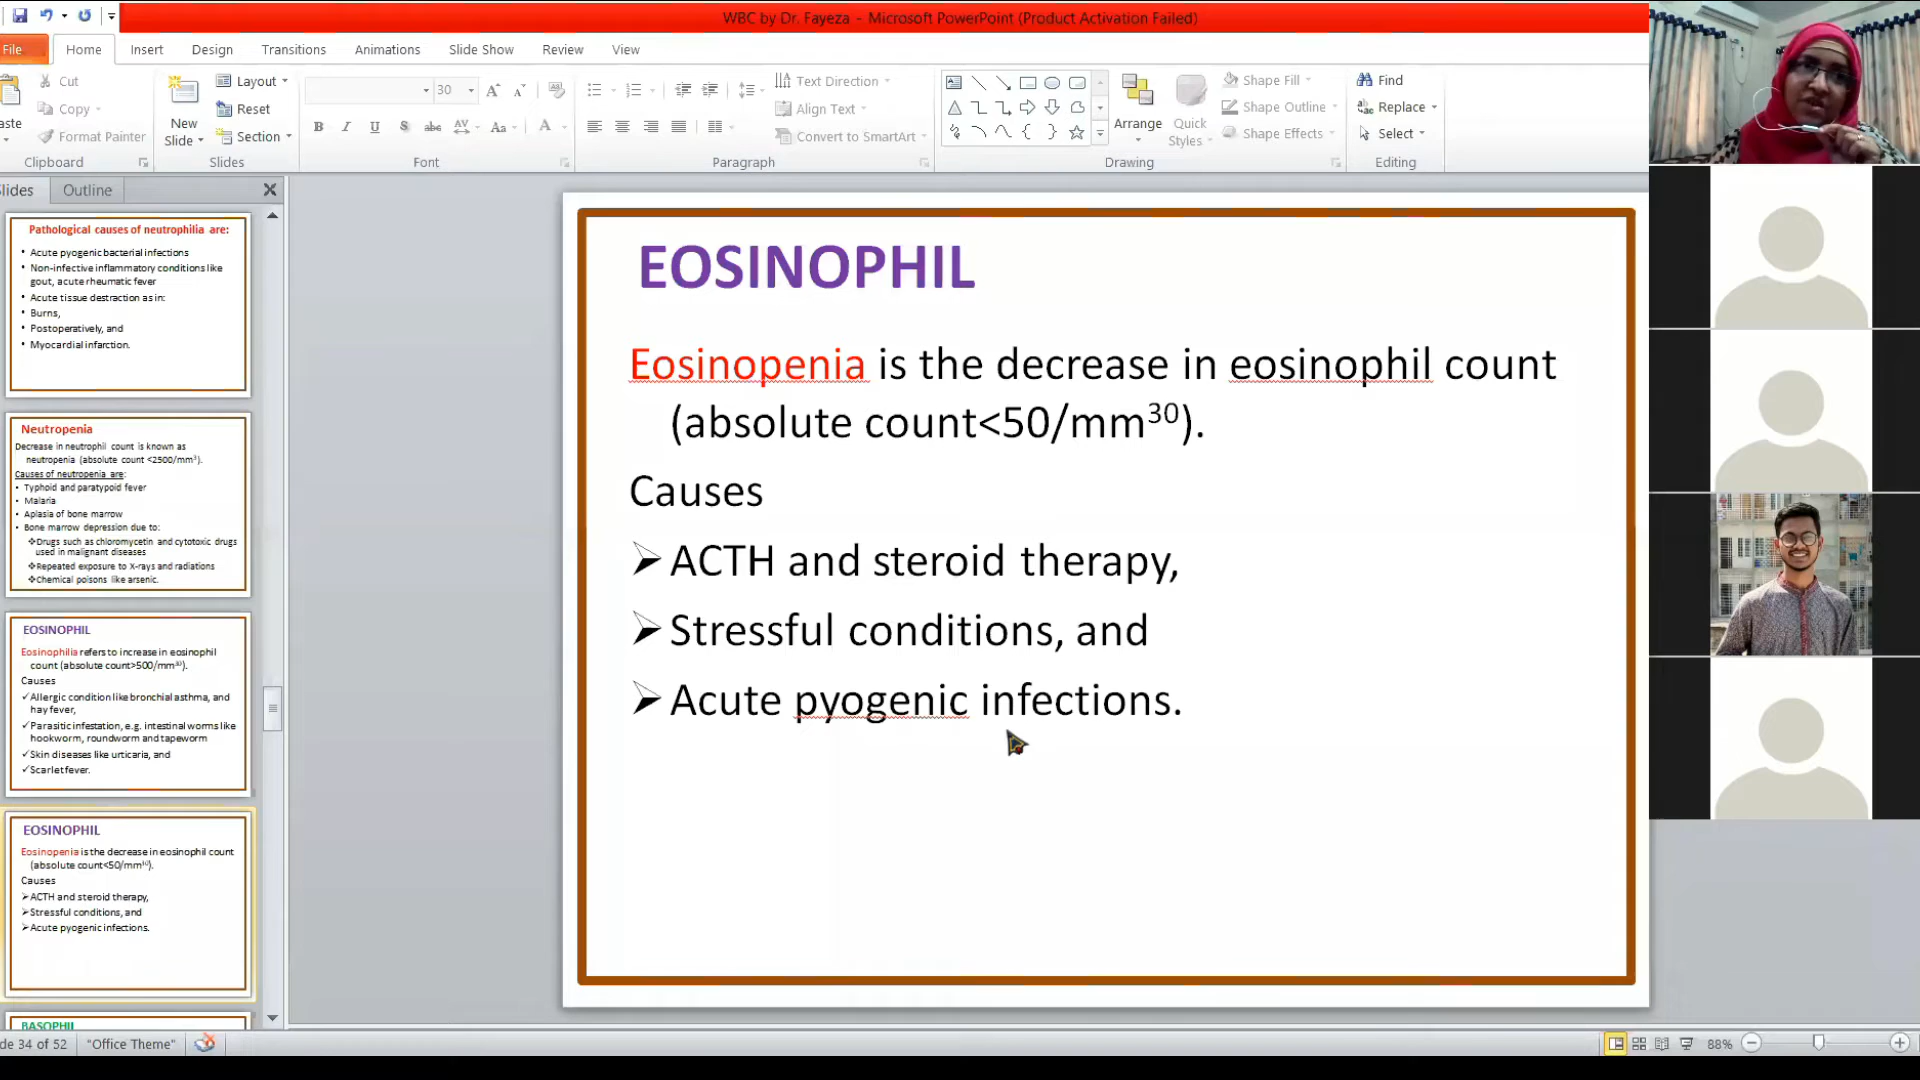 WBC by Dr. Fayeza - Microsoft PowerPoint (Product Activation Failed)
File Home Insert Design Transitions Animations Slide Show Review View
Cut
Copy
Format Painter
Clipboard
New
Slide
Layout
Reset
Section
Slides
30
B I U S abc AV Aa A
Font
Text Direction
Align Text
Convert to SmartArt
Paragraph
Arrange
Quick
Styles
Shape Fill
Shape Outline
Shape Effects
Drawing
Find
Replace
Select
Editing
Slides Outline
Pathological causes of neutrophilia are:
• Acute pyogenic bacterial infections
• Non-infective inflammatory conditions like
gout, acute rheumatic fever
• Acute tissue destraction as in:
• Burns,
• Postoperatively, and
• Myocardial infarction.
Neutropenia
Decrease in neutrophil count is known as
neutropenia (absolute count <2500/mm³).
Causes of neutropenia are:
• Typhoid and paratypoid fever
• Malaria
• Aplasia of bone marrow
• Bone marrow depression due to:
❖Drugs such as chloromycetin and cytotoxic drugs
used in malignant diseases
❖Repeated exposure to X-rays and radiations
❖Chemical poisons like arsenic.
EOSINOPHIL
Eosinophilia refers to increase in eosinophil
count (absolute count>500/mm³⁰).
Causes
✓Allergic condition like bronchial asthma, and
hay fever,
✓Parasitic infestation, e.g. intestinal worms like
hookworm, roundworm and tapeworm
✓Skin diseases like urticaria, and
✓Scarlet fever.
EOSINOPHIL
Eosinopenia is the decrease in eosinophil count
(absolute count<50/mm³⁰).
Causes
➢ACTH and steroid therapy,
➢Stressful conditions, and
➢Acute pyogenic infections.
BASOPHIL
EOSINOPHIL
Eosinopenia is the decrease in eosinophil count
(absolute count<50/mm³⁰).
Causes
➢ACTH and steroid therapy,
➢Stressful conditions, and
➢Acute pyogenic infections.
de 34 of 52 "Office Theme" 88%